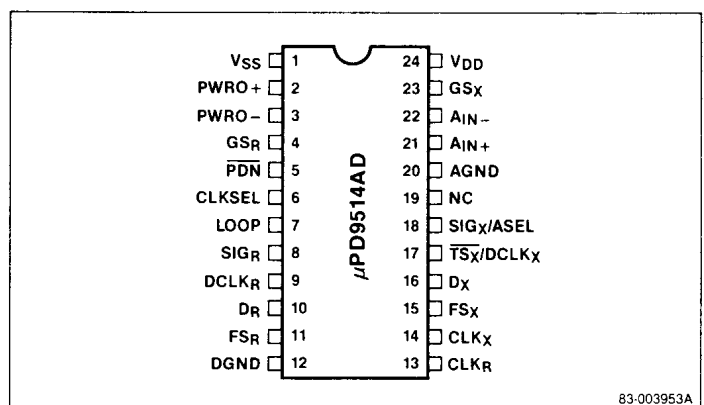 VSS 1 24 VDD
PWRO+ 2 23 GSX
PWRO− 3 22 AIN−
GSR 4 21 AIN+
PDN 5 20 AGND
CLKSEL 6 19 NC
LOOP 7 18 SIGX/ASEL
SIGR 8 17 TSX/DCLKX
DCLKR 9 16 DX
DR 10 15 FSX
FSR 11 14 CLKX
DGND 12 13 CLKR
μPD9514AD
83-003953A